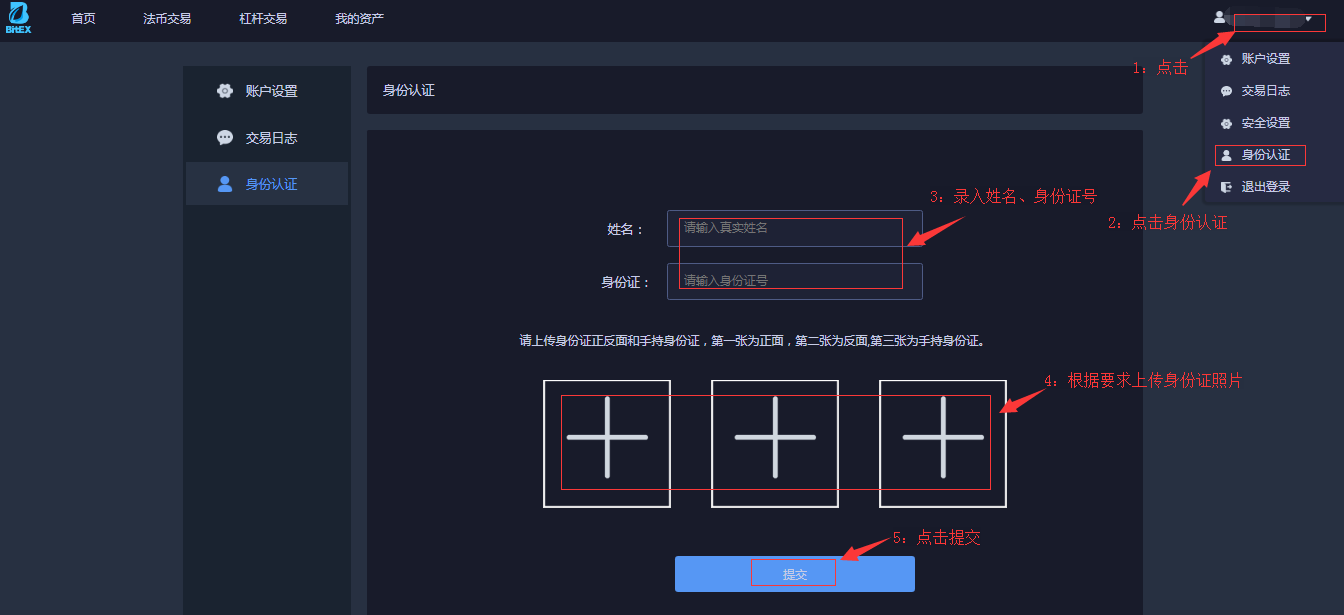 BitEX
首页 法币交易 杠杆交易 我的资产
1：点击
账户设置
交易日志
安全设置
身份认证
退出登录
2：点击身份认证
账户设置
交易日志
身份认证
身份认证
3：录入姓名、身份证号
姓名： 请输入真实姓名
身份证： 请输入身份证号
请上传身份证正反面和手持身份证，第一张为正面，第二张为反面,第三张为手持身份证。
4：根据要求上传身份证照片
5：点击提交
提交